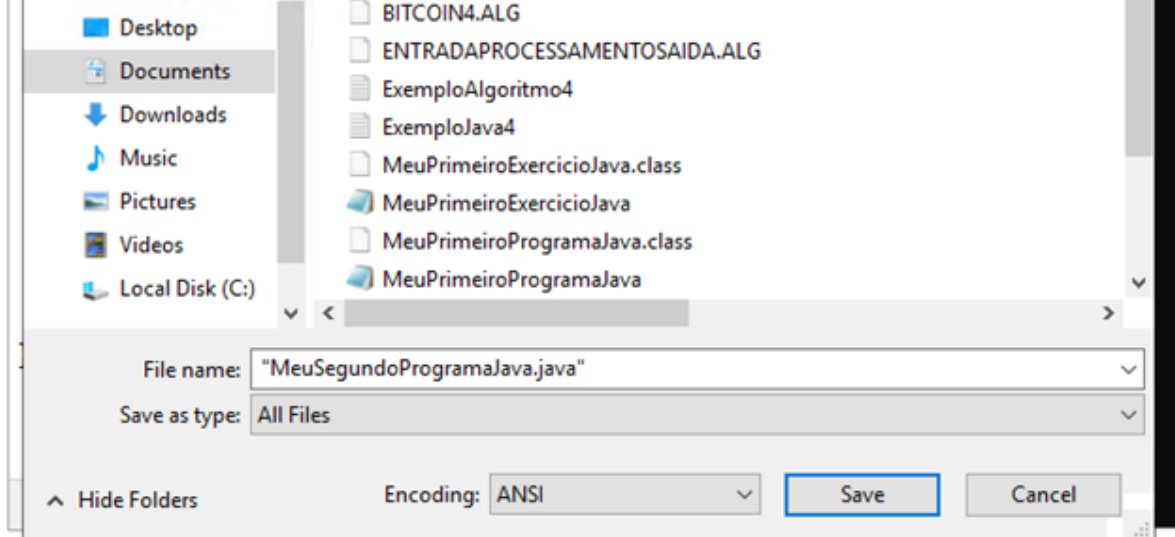 Desktop
Documents
Downloads
Music
Pictures
Videos
Local Disk (C:)
BITCOIN4.ALG
ENTRADAPROCESSAMENTOSAIDA.ALG
ExemploAlgoritmo4
ExemploJava4
MeuPrimeiroExercicioJava.class
MeuPrimeiroExercicioJava
MeuPrimeiroProgramaJava.class
MeuPrimeiroProgramaJava
File name: "MeuSegundoProgramaJava.java"
Save as type: All Files
Hide Folders
Encoding: ANSI
Save
Cancel